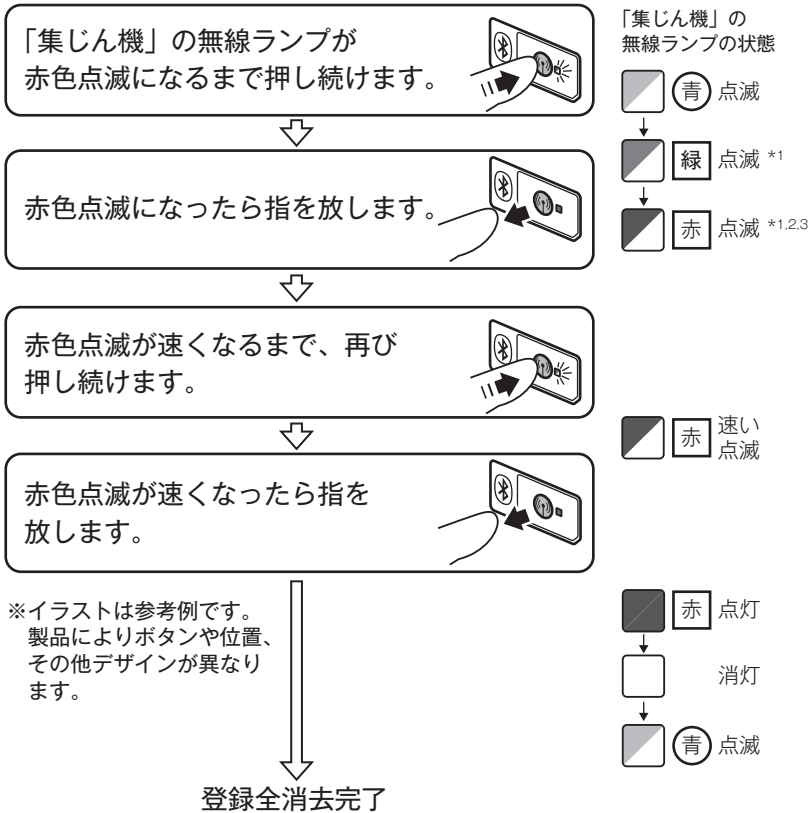 「集じん機」の無線ランプが
赤色点滅になるまで押し続けます。
「集じん機」の
無線ランプの状態
青 点滅
緑 点滅 *1
赤 点滅 *1,2,3
赤色点滅になったら指を放します。
赤色点滅が速くなるまで、再び
押し続けます。
赤 速い
点滅
赤色点滅が速くなったら指を
放します。
※イラストは参考例です。
製品によりボタンや位置、
その他デザインが異なり
ます。
赤 点灯
消灯
青 点滅
登録全消去完了